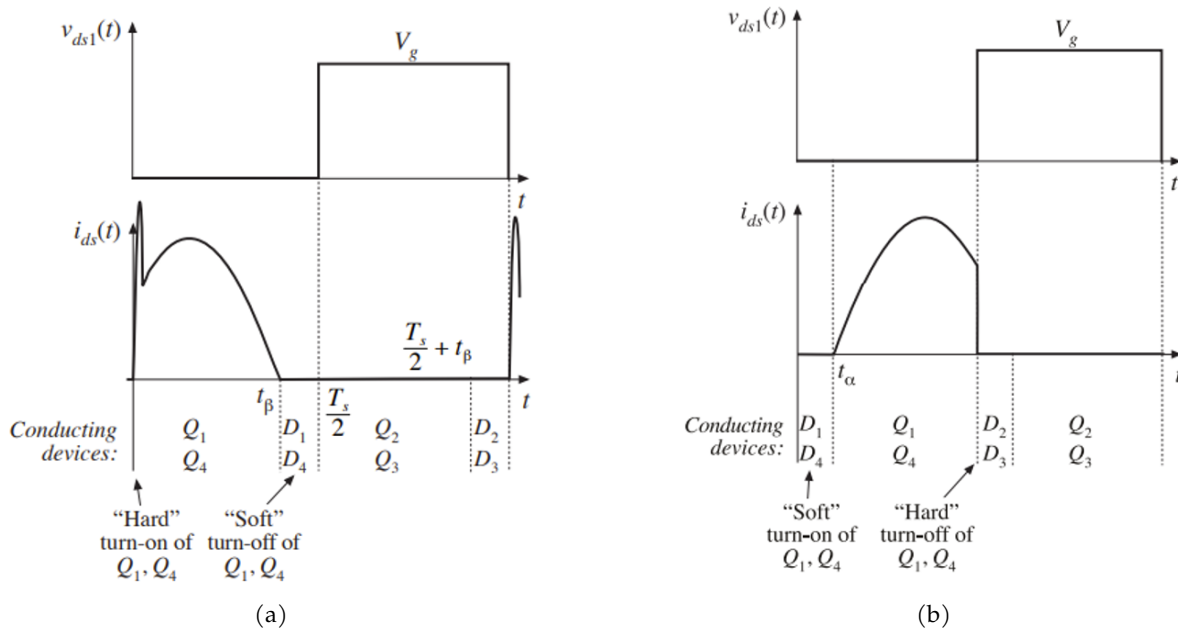 v_{ds1}(t)
V_g
t
i_{ds}(t)
T_s/2 + t_β
t_β
T_s/2
t
Conducting devices:
Q_1
D_1
Q_2
D_2
Q_4
D_4
Q_3
D_3
"Hard"
turn-on of
Q_1, Q_4
"Soft"
turn-off of
Q_1, Q_4
(a)
v_{ds1}(t)
V_g
t
i_{ds}(t)
t_α
t
Conducting devices:
D_1
Q_1
D_2
Q_2
D_4
Q_4
D_3
Q_3
"Soft"
turn-on of
Q_1, Q_4
"Hard"
turn-off of
Q_1, Q_4
(b)